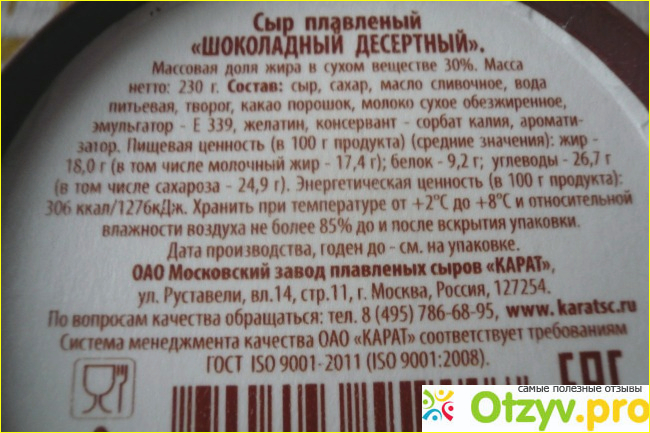 Сыр плавленый
«ШОКОЛАДНЫЙ ДЕСЕРТНЫЙ».
Массовая доля жира в сухом веществе 30%. Масса
нетто: 230 г. Состав: сыр, сахар, масло сливочное, вода
питьевая, творог, какао порошок, молоко сухое обезжиренное,
эмульгатор - Е 339, желатин, консервант - сорбат калия, аромати-
затор. Пищевая ценность (в 100 г продукта) (средние значения): жир -
18,0 г (в том числе молочный жир - 17,4 г); белок - 9,2 г; углеводы - 26,7 г
(в том числе сахароза - 24,9 г). Энергетическая ценность (в 100 г продукта):
306 ккал/1276кДж. Хранить при температуре от +2°С до +8°С и относительной
влажности воздуха не более 85% до и после вскрытия упаковки.
Дата производства, годен до - см. на упаковке.
ОАО Московский завод плавленых сыров «КАРАТ»,
ул. Руставели, вл.14, стр.11, г. Москва, Россия, 127254.
По вопросам качества обращаться: тел. 8 (495) 786-68-95, www.karatsc.ru
Система менеджмента качества ОАО «КАРАТ» соответствует требованиям
ГОСТ ISO 9001-2011 (ISO 9001:2008).
самые полезные отзывы
Otzyv.pro